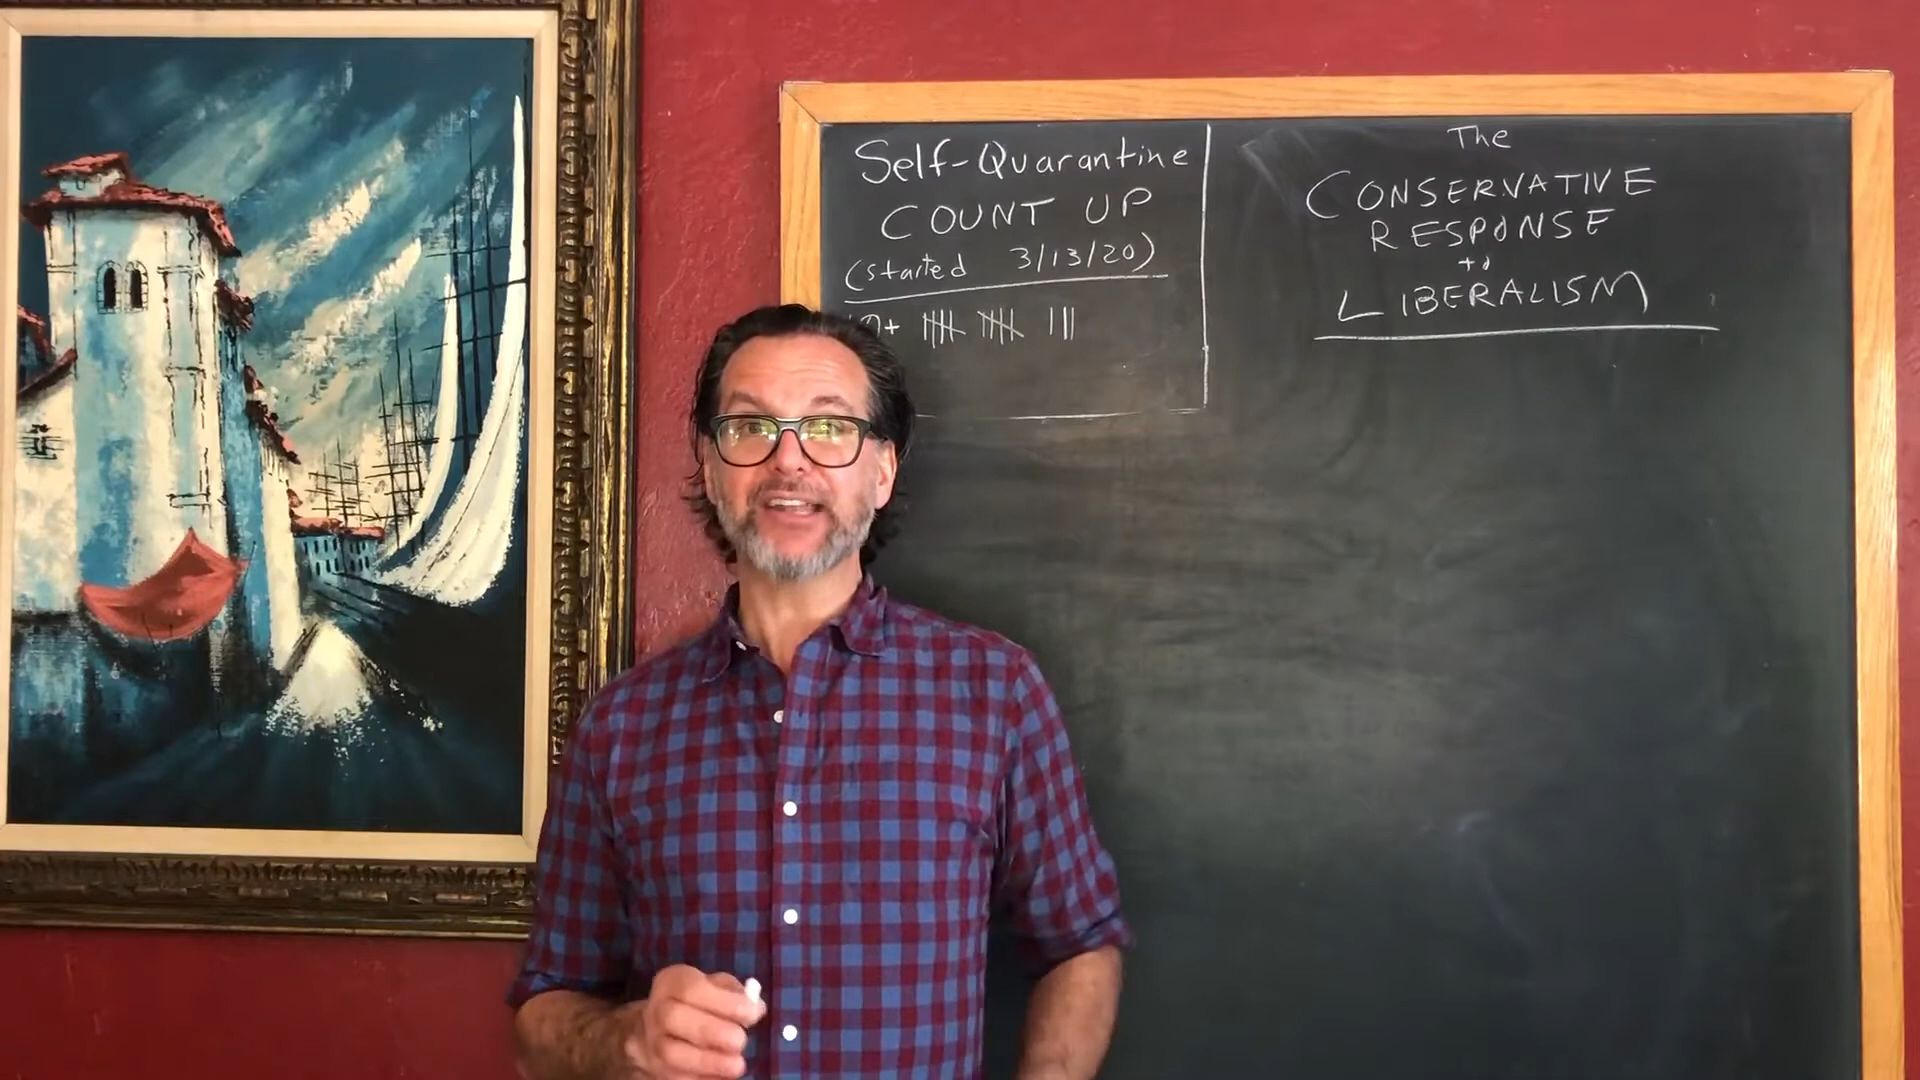 Self-Quarantine
COUNT UP
(started 3/13/20)
The
CONSERVATIVE
RESPONSE
to
LIBERALISM